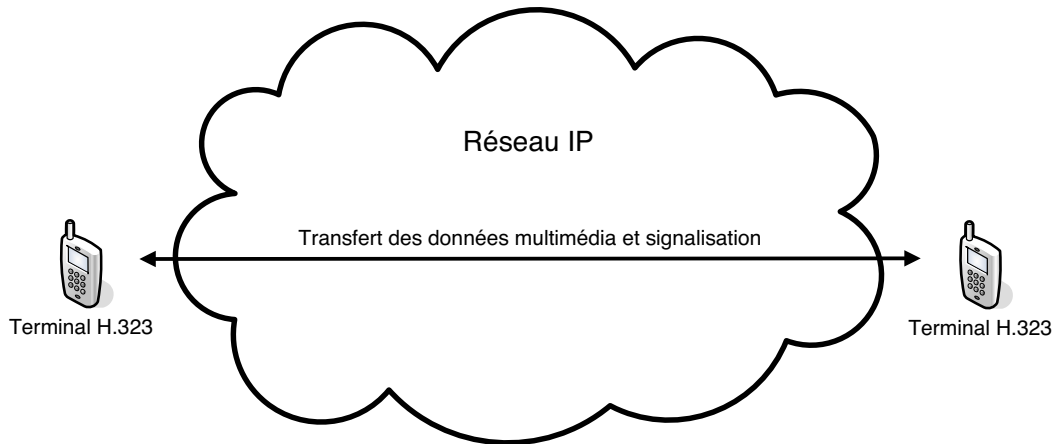 Réseau IP
Transfert des données multimédia et signalisation
Terminal H.323
Terminal H.323